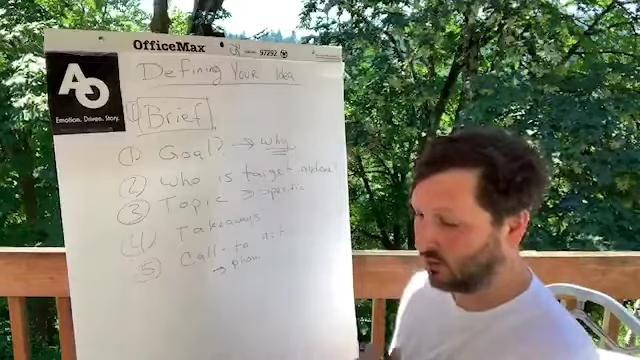 OfficeMax 97292
AO
Emotion. Driven. Story.
Defining Your Idea
① Brief
① Goal? → why
② Who is target audience?
③ Topic → specific
④ Takeaways
⑤ Call-to act
→ phone